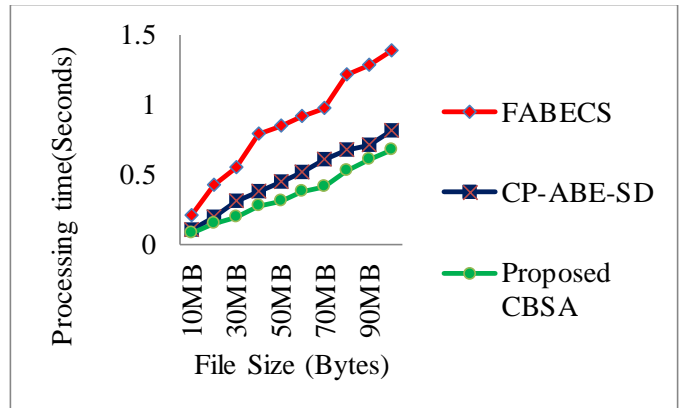 1.5
1
0.5
0
Processing time(Seconds)
10MB
30MB
50MB
70MB
90MB
File Size (Bytes)
FABECS
CP-ABE-SD
Proposed
CBSA